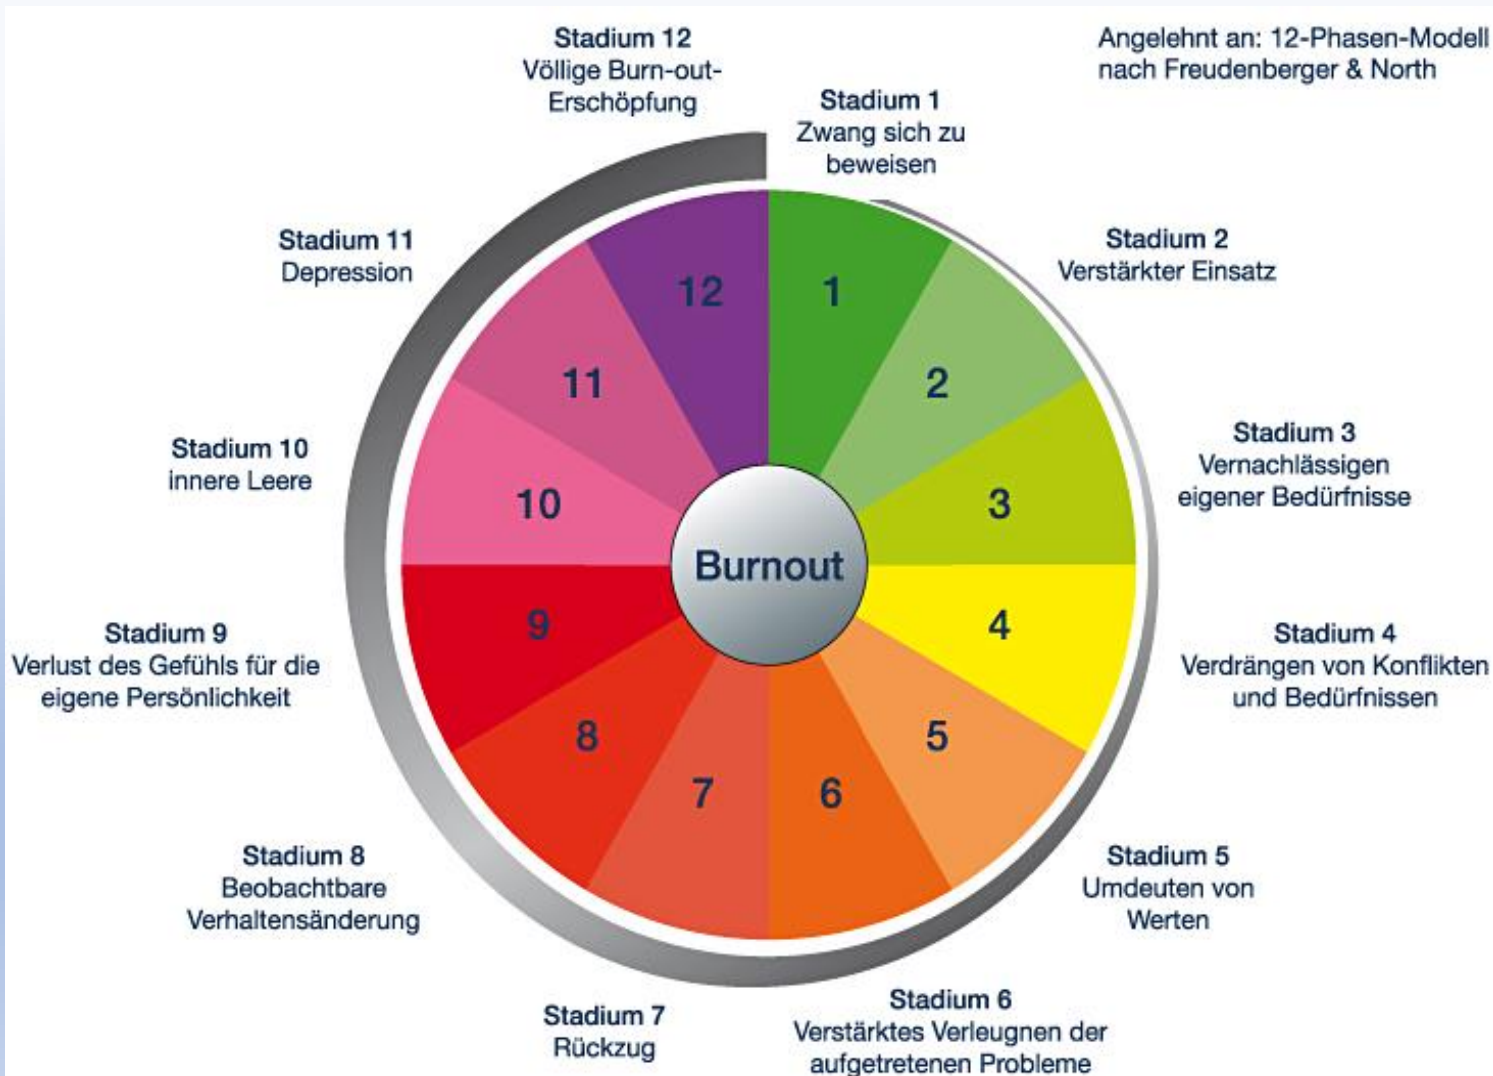 Angelehnt an: 12-Phasen-Modell
nach Freudenberger & North
Stadium 1
Zwang sich zu
beweisen
Stadium 2
Verstärkter Einsatz
Stadium 3
Vernachlässigen
eigener Bedürfnisse
Stadium 4
Verdrängen von Konflikten
und Bedürfnissen
Stadium 5
Umdeuten von
Werten
Stadium 6
Verstärktes Verleugnen der
aufgetretenen Probleme
Stadium 7
Rückzug
Stadium 8
Beobachtbare
Verhaltensänderung
Stadium 9
Verlust des Gefühls für die
eigene Persönlichkeit
Stadium 10
innere Leere
Stadium 11
Depression
Stadium 12
Völlige Burn-out-
Erschöpfung
1
2
3
4
5
6
7
8
9
10
11
12
Burnout